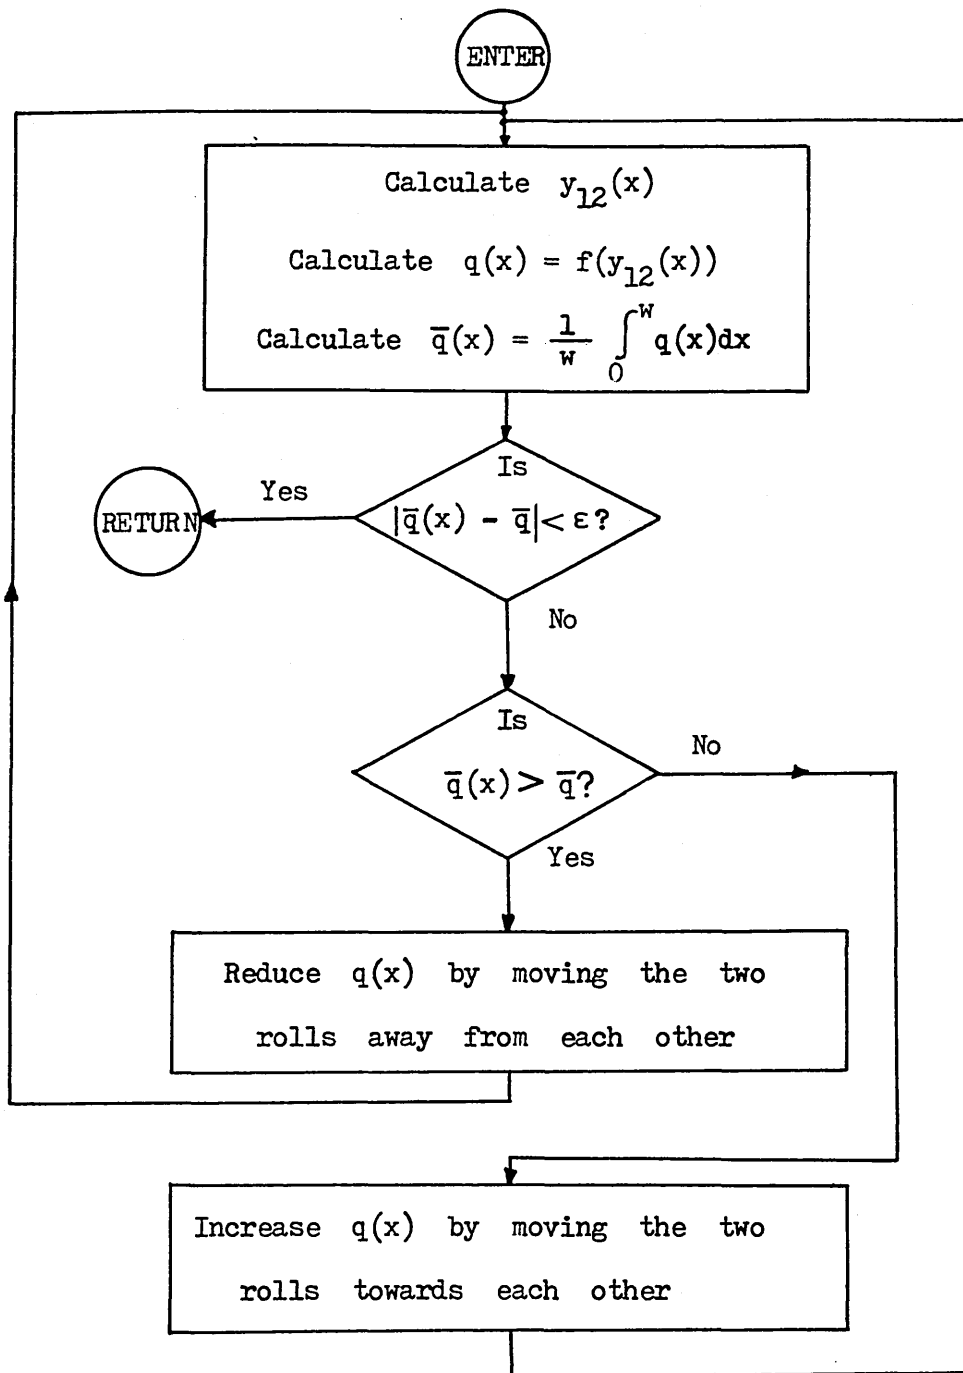 ENTER
Calculate y₁₂(x)
Calculate q(x) = f(y₁₂(x))
Calculate q̅(x) = 1/w ∫₀ᵂ q(x)dx
Is
|q̅(x) - q̅| < ε?
Yes
RETURN
No
Is
q̅(x) > q̅?
No
Yes
Reduce q(x) by moving the two
rolls away from each other
Increase q(x) by moving the two
rolls towards each other